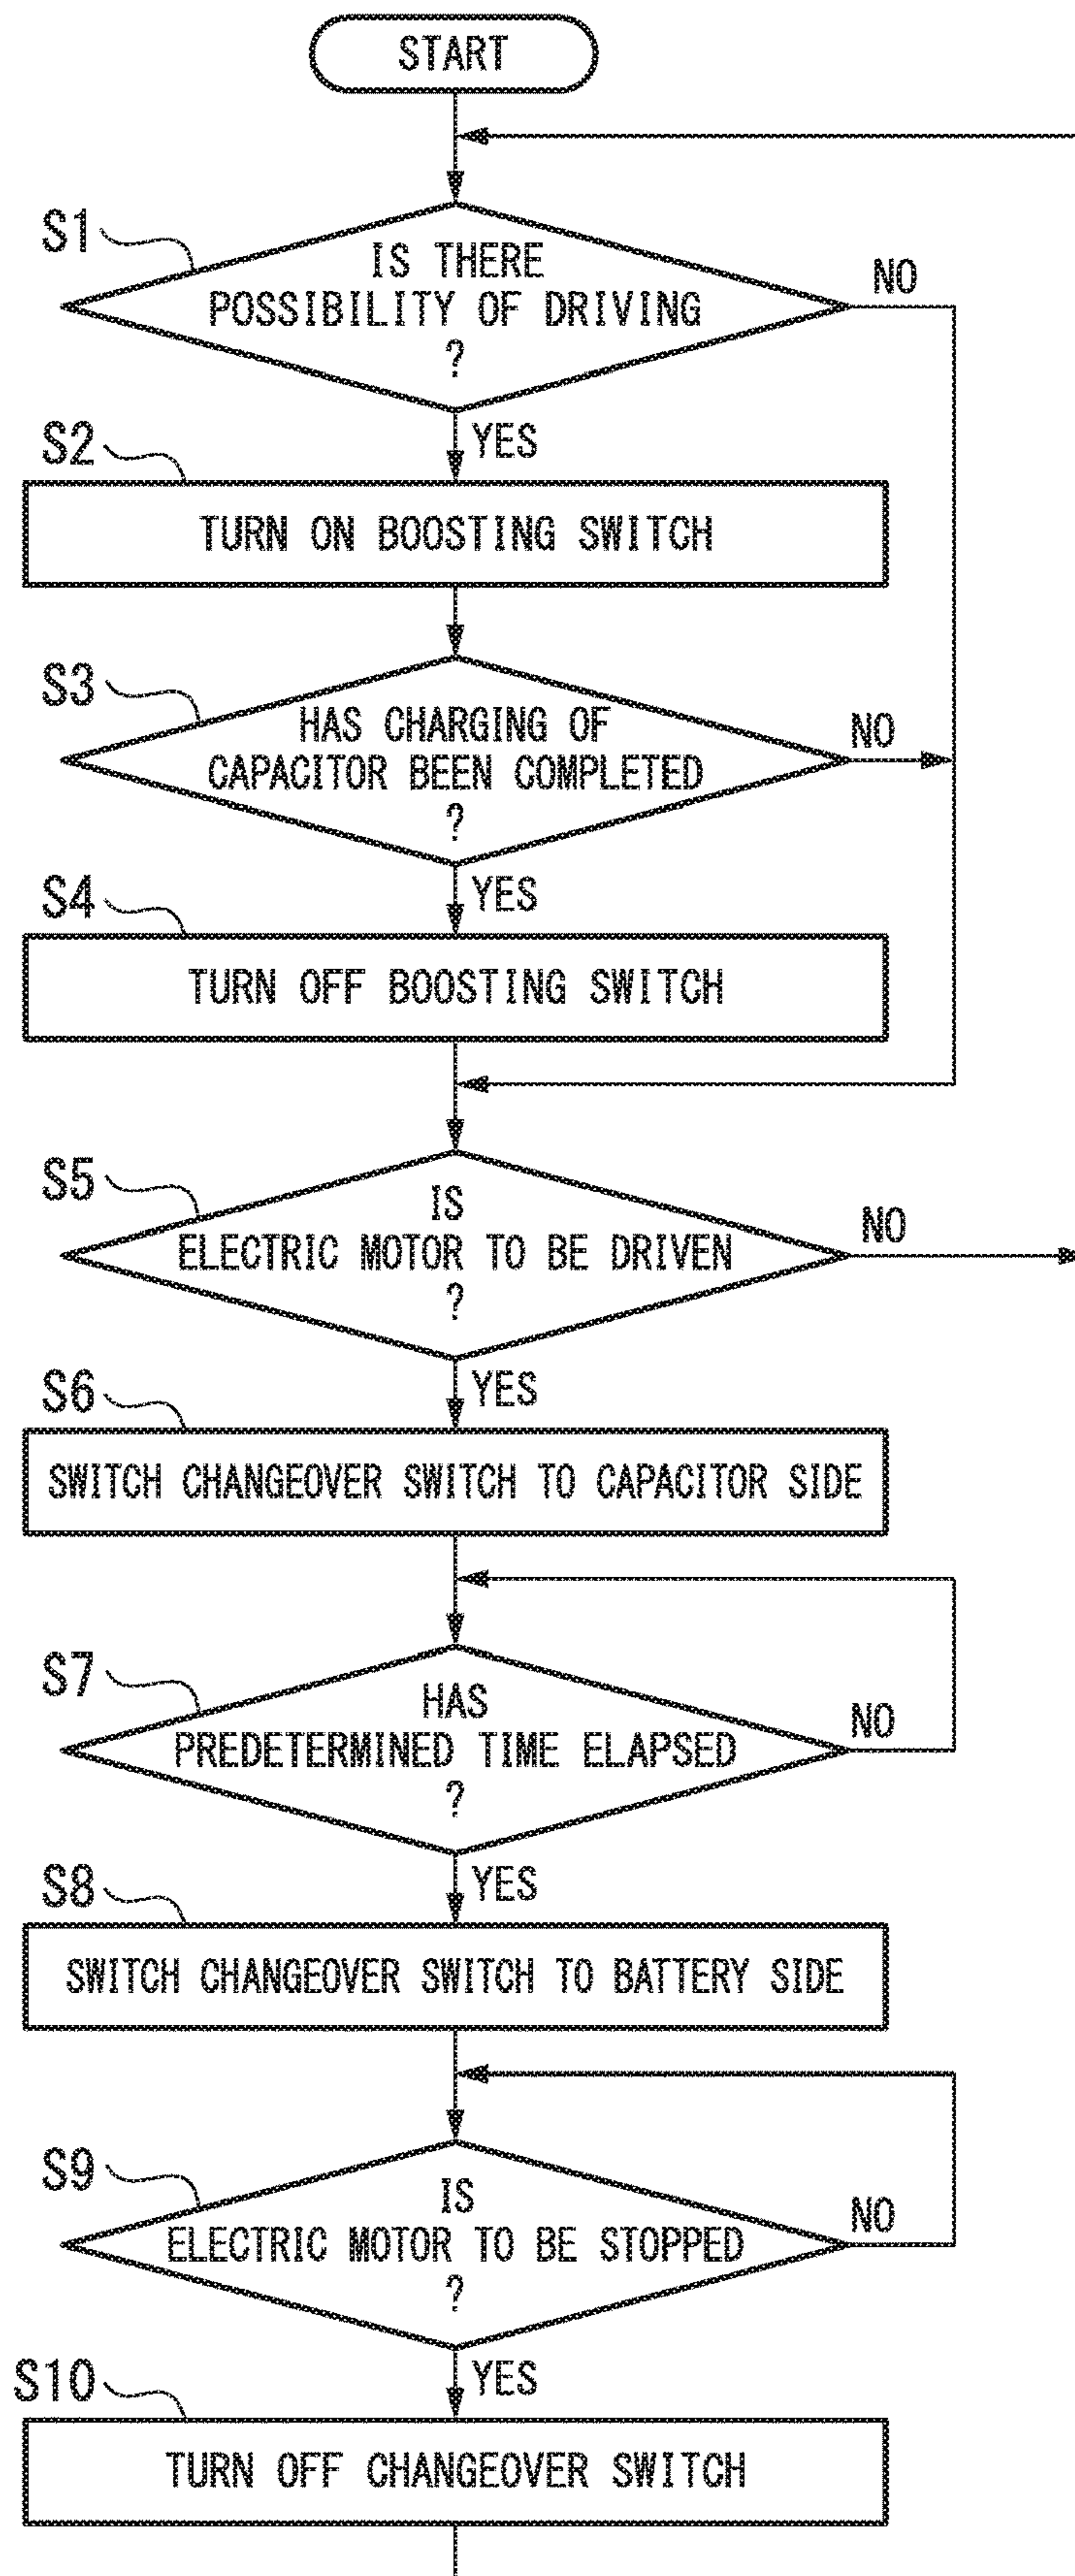 START
S1
IS THERE
POSSIBILITY OF DRIVING
?
NO
YES
S2
TURN ON BOOSTING SWITCH
S3
HAS CHARGING OF
CAPACITOR BEEN COMPLETED
?
NO
YES
S4
TURN OFF BOOSTING SWITCH
S5
IS
ELECTRIC MOTOR TO BE DRIVEN
?
NO
YES
S6
SWITCH CHANGEOVER SWITCH TO CAPACITOR SIDE
S7
HAS
PREDETERMINED TIME ELAPSED
?
NO
YES
S8
SWITCH CHANGEOVER SWITCH TO BATTERY SIDE
S9
IS
ELECTRIC MOTOR TO BE STOPPED
?
NO
YES
S10
TURN OFF CHANGEOVER SWITCH